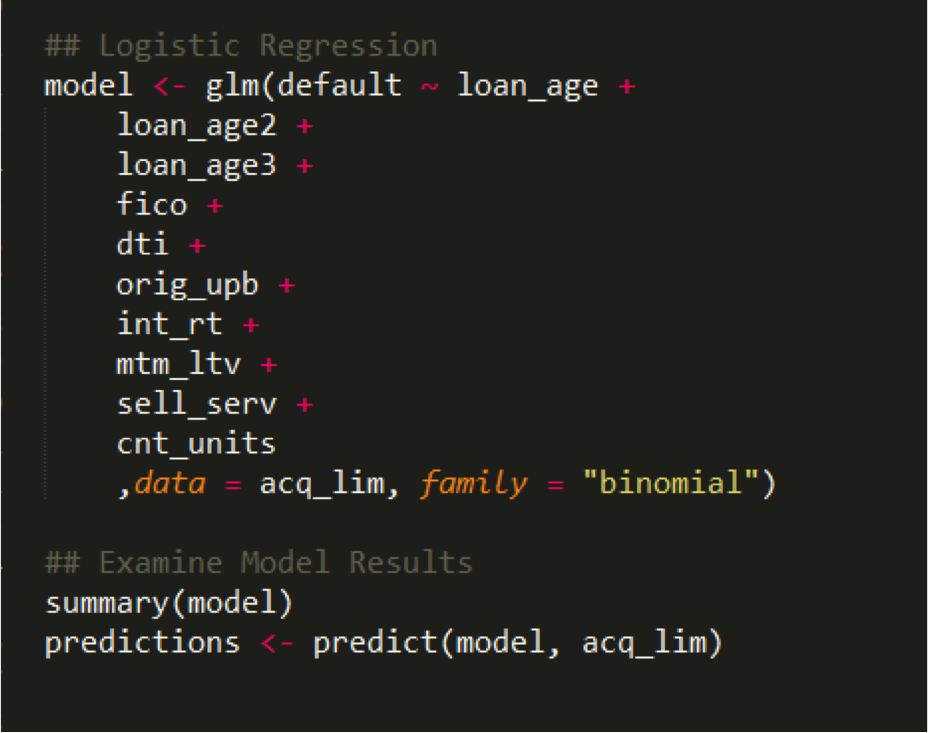 ## Logistic Regression
model <- glm(default ~ loan_age +
    loan_age2 +
    loan_age3 +
    fico +
    dti +
    orig_upb +
    int_rt +
    mtm_ltv +
    sell_serv +
    cnt_units
    ,data = acq_lim, family = "binomial")
## Examine Model Results
summary(model)
predictions <- predict(model, acq_lim)